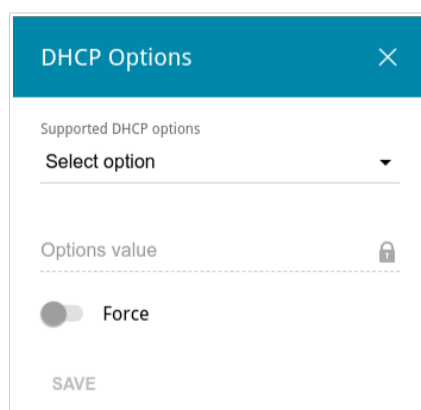 DHCP Options
Supported DHCP options
Select option
Options value
Force
SAVE